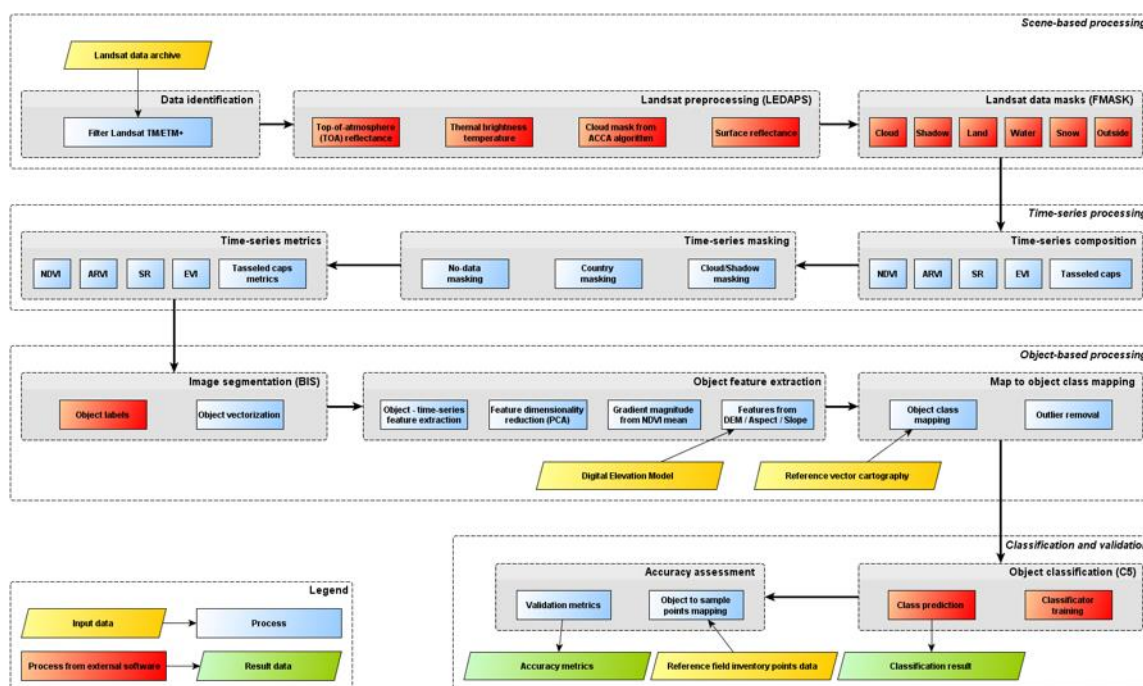 Scene-based processing
Landsat data archive
Data identification
Filter Landsat TM/ETM+
Landsat preprocessing (LEDAPS)
Top-of-atmosphere
(TOA) reflectance
Themal brightness
temperature
Cloud mask from
ACCA algorithm
Surface reflectance
Landsat data masks (FMASK)
Cloud
Shadow
Land
Water
Snow
Outside
Time-series processing
Time-series metrics
NDVI
ARVI
SR
EVI
Tasseled caps
metrics
Time-series masking
No-data
masking
Country
masking
Cloud/Shadow
masking
Time-series composition
NDVI
ARVI
SR
EVI
Tasseled caps
Object-based processing
Image segmentation (BIS)
Object labels
Object vectorization
Object feature extraction
Object - time-series
feature extraction
Feature dimensionality
reduction (PCA)
Gradient magnitude
from NDVI mean
Features from
DEM / Aspect / Slope
Map to object class mapping
Object class
mapping
Outlier removal
Digital Elevation Model
Reference vector cartography
Classification and validation
Accuracy assessment
Validation metrics
Object to sample
points mapping
Object classification (C5)
Class prediction
Classificator
training
Accuracy metrics
Reference field inventory points data
Classification result
Legend
Input data
Process
Process from external software
Result data